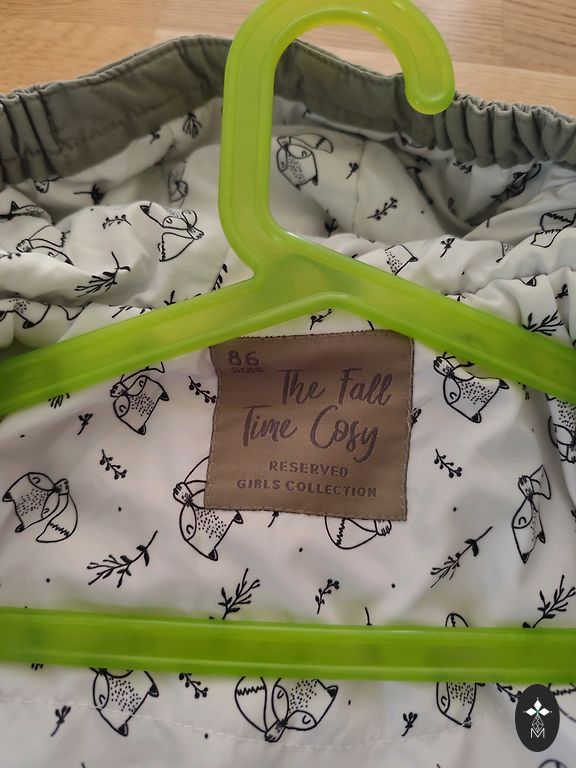 86
SIZE
The Fall
Time Cosy
RESERVED
GIRLS COLLECTION
M